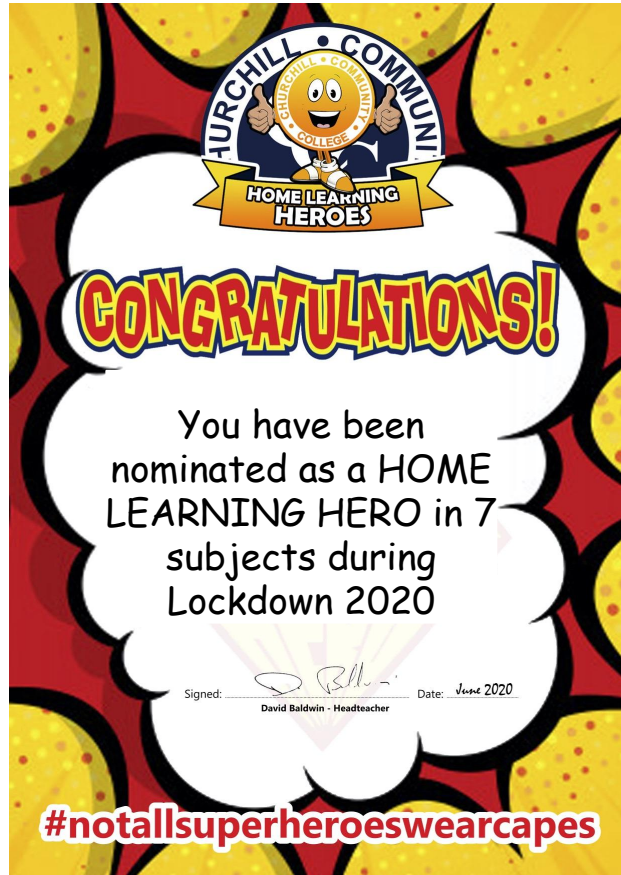 CHURCHILL • COMMUNI
CHURCHILL • COMMUNITY
• COLLEGE •
HOME LEARNING
HEROES
CONGRATULATIONS!
You have been
nominated as a HOME
LEARNING HERO in 7
subjects during
Lockdown 2020
Signed: D. Baldwin Date: June 2020
David Baldwin - Headteacher
#notallsuperheroeswearcapes